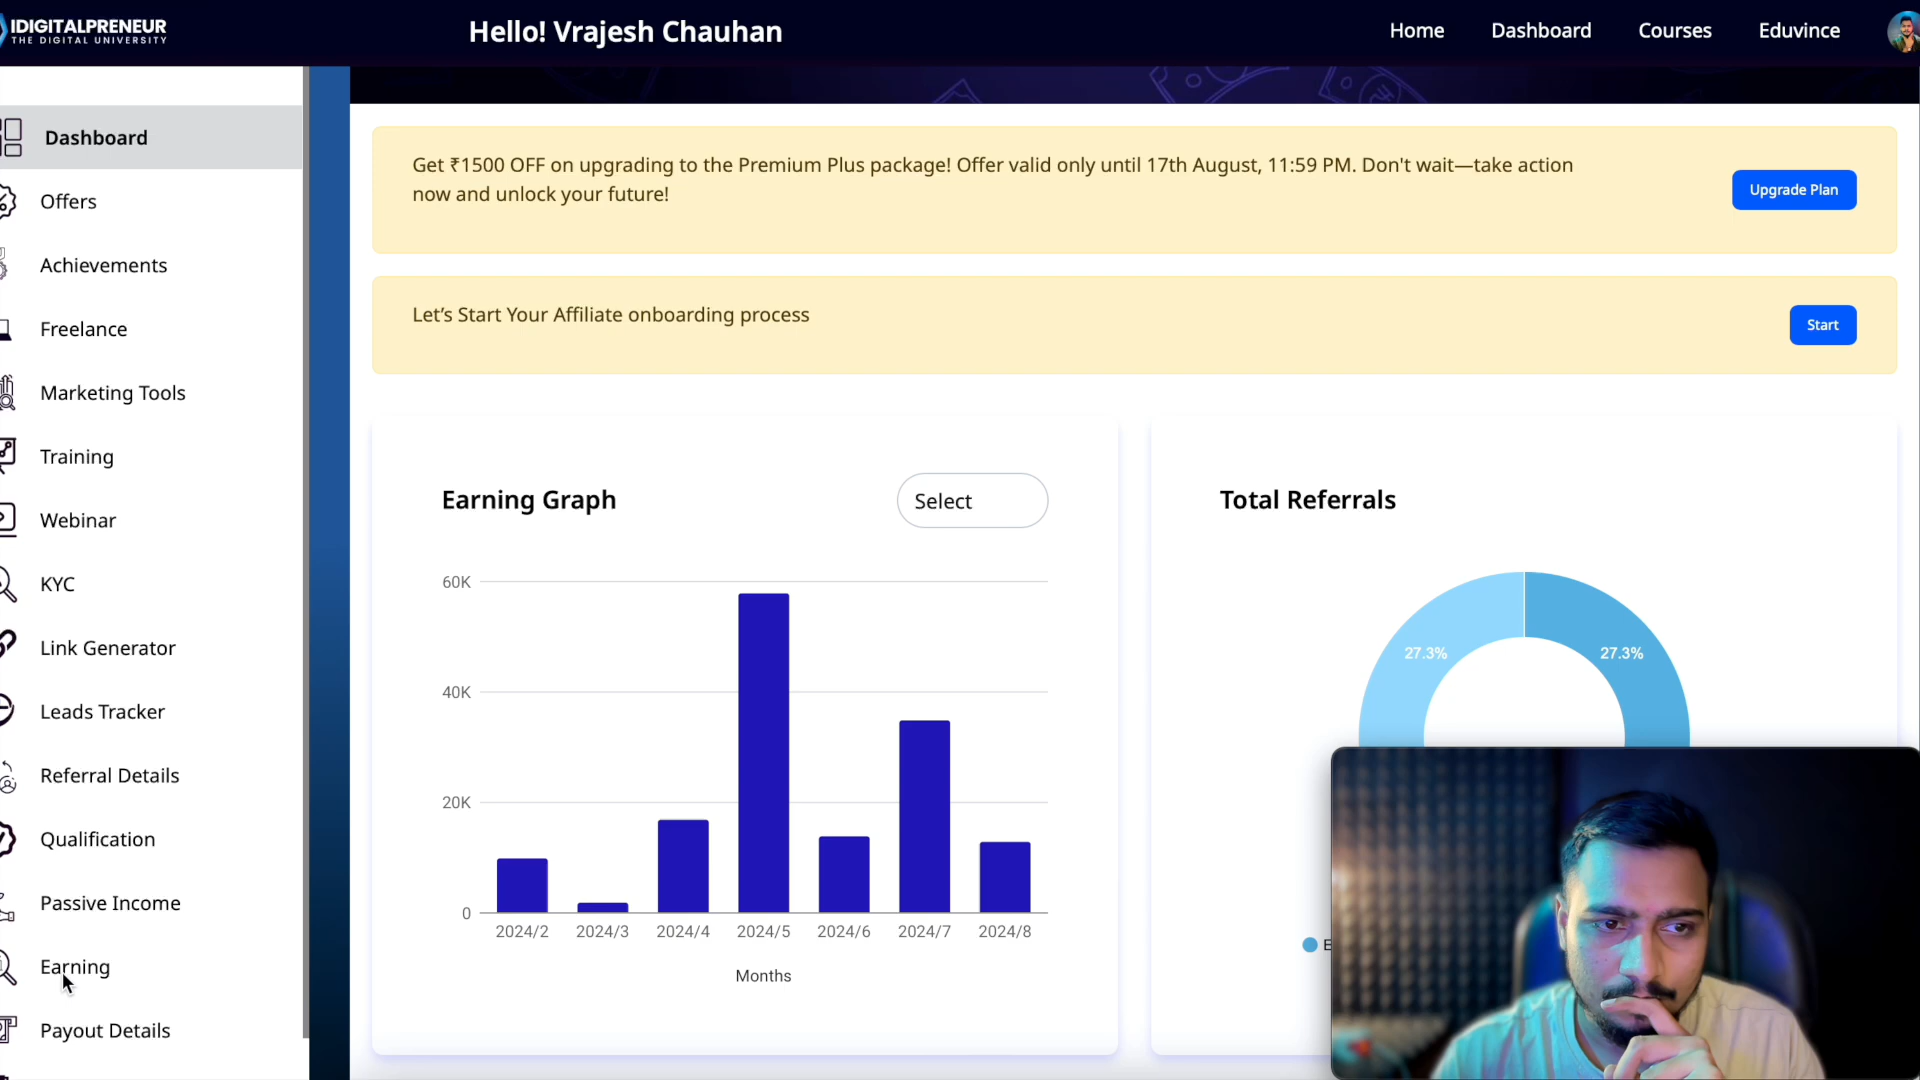 IDIGITALPRENEUR
THE DIGITAL UNIVERSITY
Hello! Vrajesh Chauhan
Home
Dashboard
Courses
Eduvince
Dashboard
Offers
Achievements
Freelance
Marketing Tools
Training
Webinar
KYC
Link Generator
Leads Tracker
Referral Details
Qualification
Passive Income
Earning
Payout Details
Get ₹1500 OFF on upgrading to the Premium Plus package! Offer valid only until 17th August, 11:59 PM. Don't wait—take action
now and unlock your future!
Upgrade Plan
Let’s Start Your Affiliate onboarding process
Start
Earning Graph
Select
60K
40K
20K
0
2024/2
2024/3
2024/4
2024/5
2024/6
2024/7
2024/8
Months
Total Referrals
27.3%
27.3%